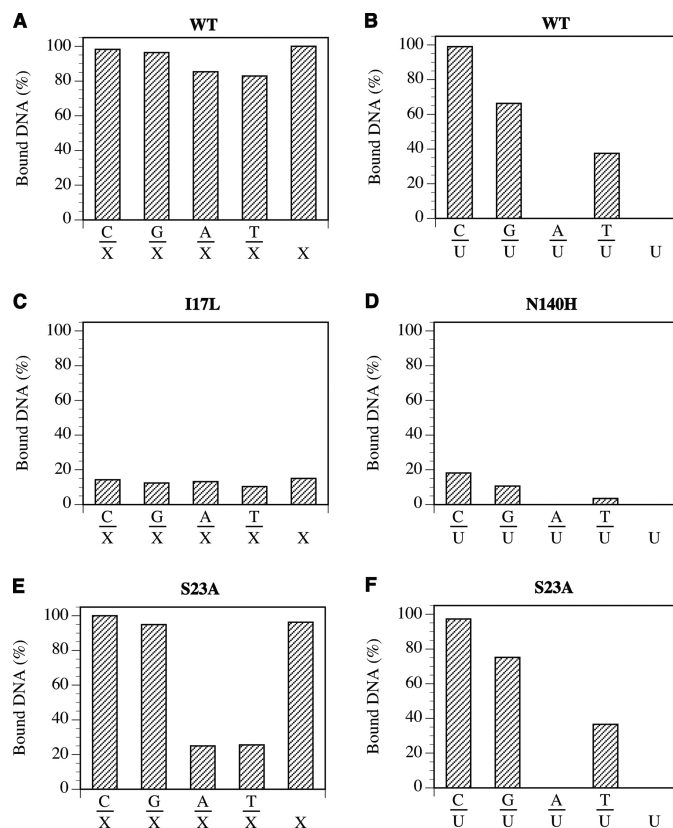 A WT
Bound DNA (%)
100
80
60
40
20
0
C G A T
X X X X X
B WT
Bound DNA (%)
100
80
60
40
20
0
C G A T
U U U U U
C I17L
Bound DNA (%)
100
80
60
40
20
0
C G A T
X X X X X
D N140H
Bound DNA (%)
100
80
60
40
20
0
C G A T
U U U U U
E S23A
Bound DNA (%)
100
80
60
40
20
0
C G A T
X X X X X
F S23A
Bound DNA (%)
100
80
60
40
20
0
C G A T
U U U U U